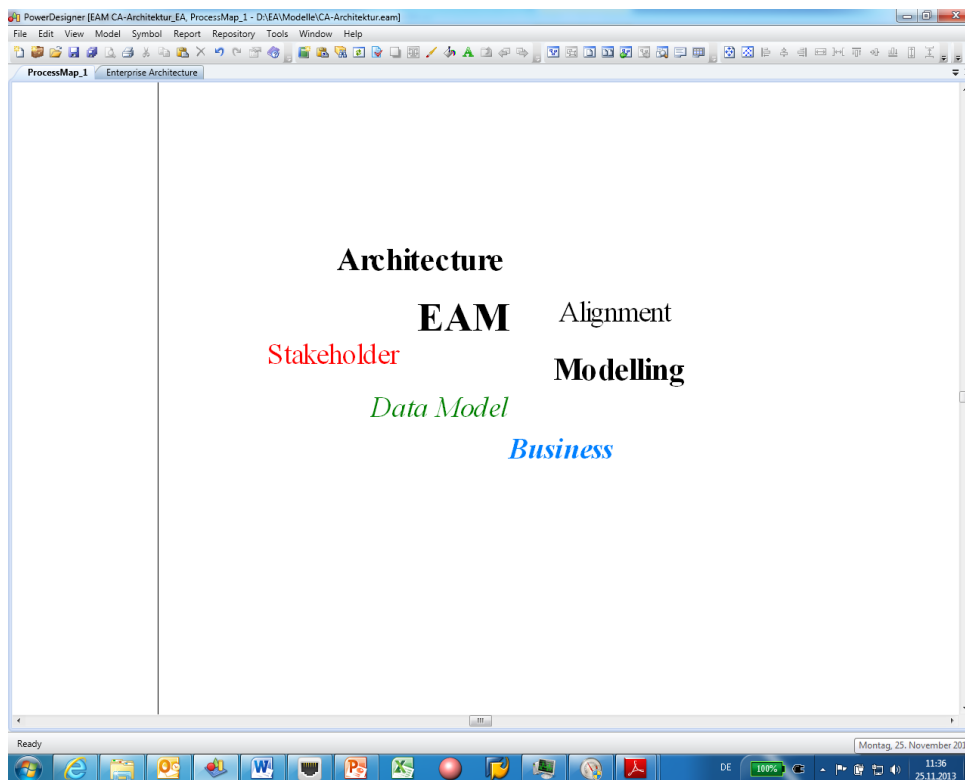 PowerDesigner [EAM CA-Architektur_EA, ProcessMap_1 - D:\EA\Modelle\CA-Architektur.eam]
File Edit View Model Symbol Report Repository Tools Window Help
ProcessMap_1 Enterprise Architecture
Architecture
EAM Alignment
Stakeholder
Modelling
Data Model
Business
Ready
Montag, 25. November 201
DE 100% 11:36
25.11.2013